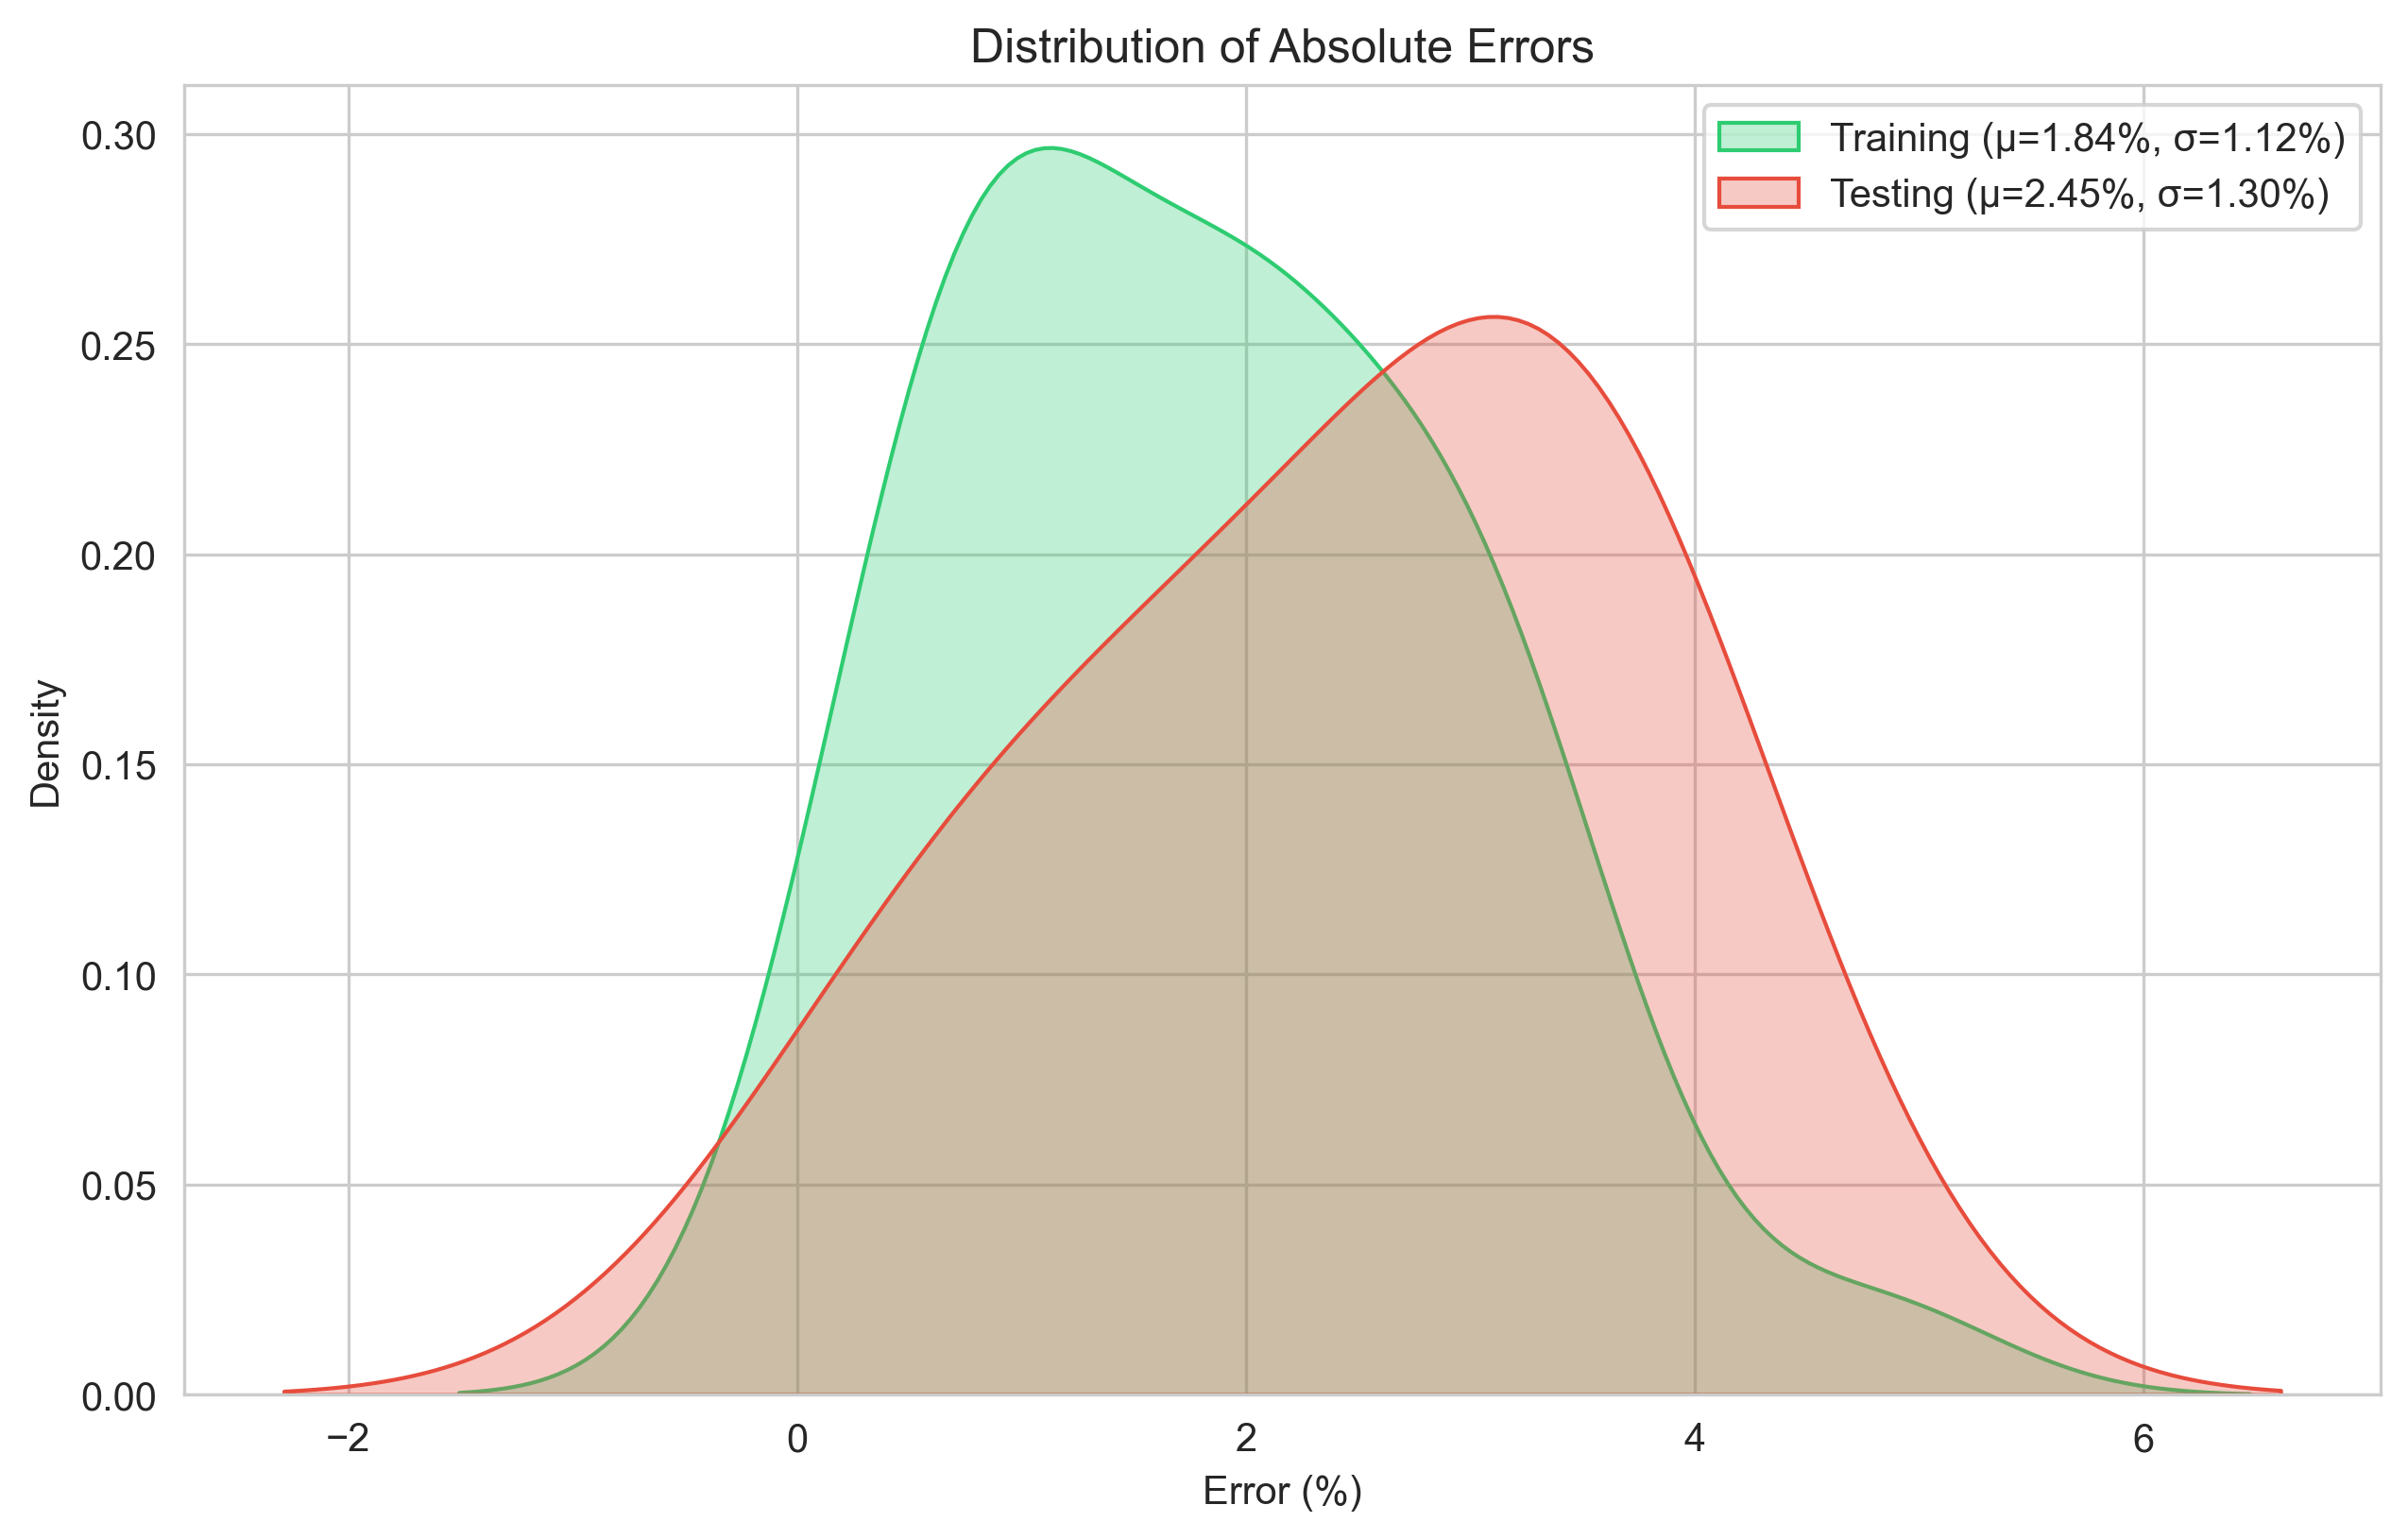 Distribution of Absolute Errors
Training (μ=1.84%, σ=1.12%)
Testing (μ=2.45%, σ=1.30%)
0.30
0.25
0.20
0.15
0.10
0.05
0.00
Density
−2
0
2
4
6
Error (%)